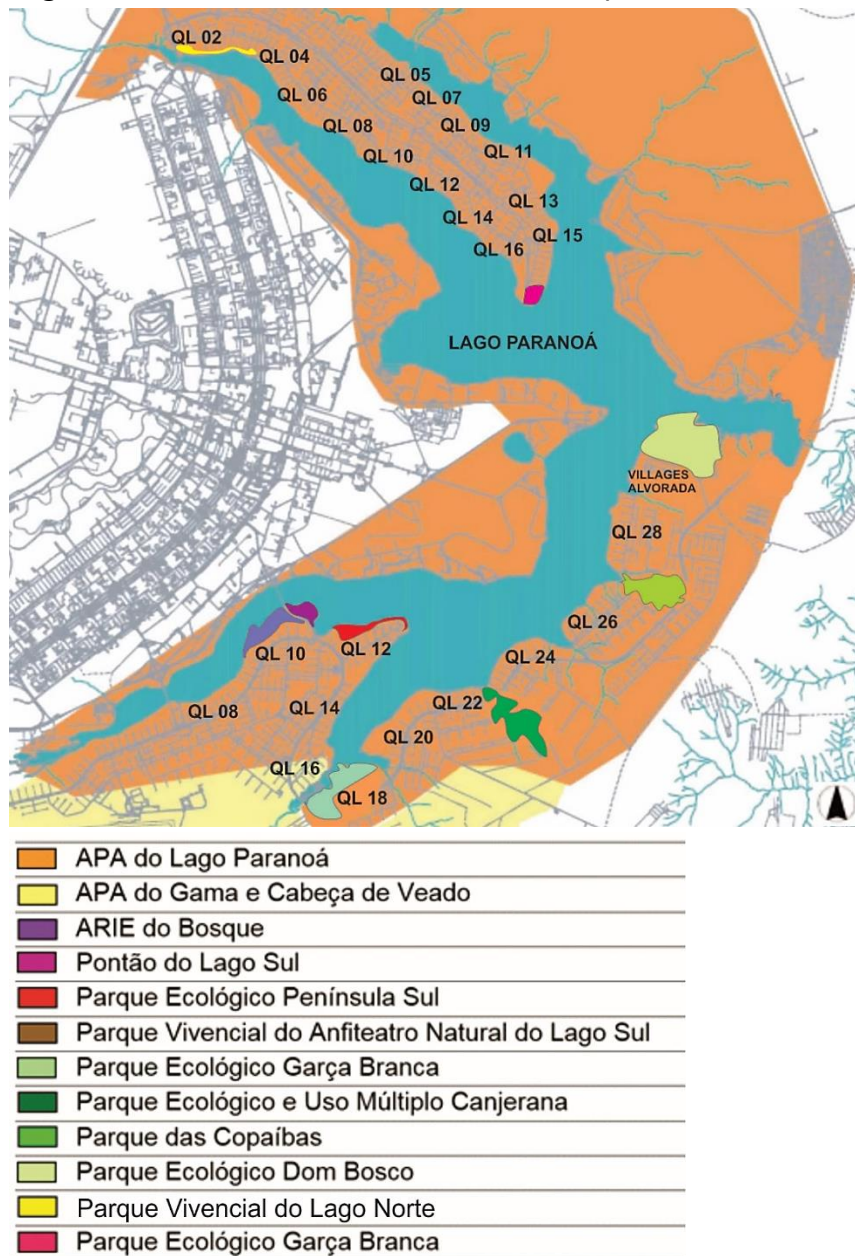 QL 02
QL 04
QL 05
QL 06
QL 07
QL 08
QL 09
QL 10
QL 11
QL 12
QL 13
QL 14
QL 15
QL 16
LAGO PARANOÁ
VILLAGES
ALVORADA
QL 28
QL 26
QL 12
QL 10
QL 24
QL 08
QL 14
QL 22
QL 20
QL 16
QL 18
APA do Lago Paranoá
APA do Gama e Cabeça de Veado
ARIE do Bosque
Pontão do Lago Sul
Parque Ecológico Península Sul
Parque Vivencial do Anfiteatro Natural do Lago Sul
Parque Ecológico Garça Branca
Parque Ecológico e Uso Múltiplo Canjerana
Parque das Copaíbas
Parque Ecológico Dom Bosco
Parque Vivencial do Lago Norte
Parque Ecológico Garça Branca